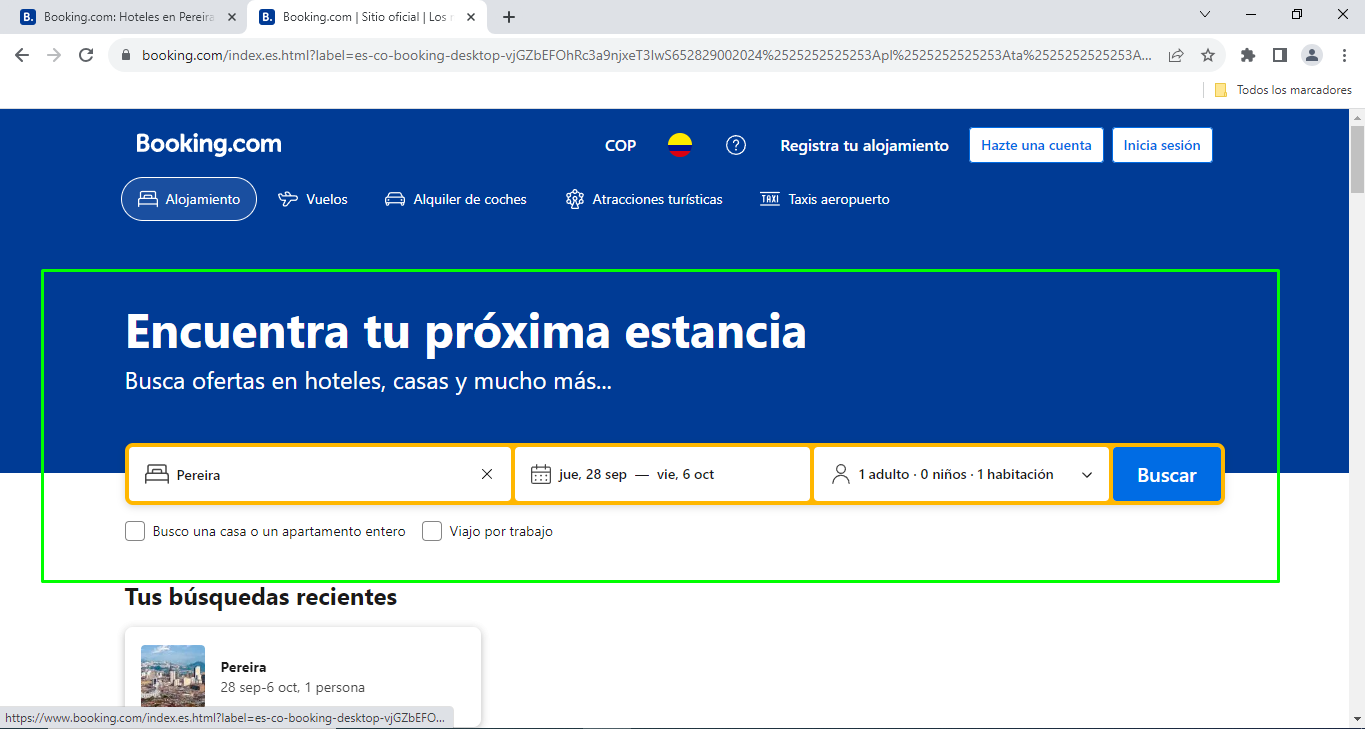 Booking.com: Hoteles en Pereira
Booking.com | Sitio oficial | Los
booking.com/index.es.html?label=es-co-booking-desktop-vjGZbEFOhRc3a9njxeT3IwS652829002024%2525252525253Apl%2525252525253Ata%2525252525253A...
Todos los marcadores
Booking.com
COP
Registra tu alojamiento
Hazte una cuenta
Inicia sesión
Alojamiento
Vuelos
Alquiler de coches
Atracciones turísticas
TAXI Taxis aeropuerto
Encuentra tu próxima estancia
Busca ofertas en hoteles, casas y mucho más...
Pereira
jue, 28 sep — vie, 6 oct
1 adulto · 0 niños · 1 habitación
Buscar
Busco una casa o un apartamento entero
Viajo por trabajo
Tus búsquedas recientes
Pereira
28 sep-6 oct, 1 persona
https://www.booking.com/index.es.html?label=es-co-booking-desktop-vjGZbEFO...